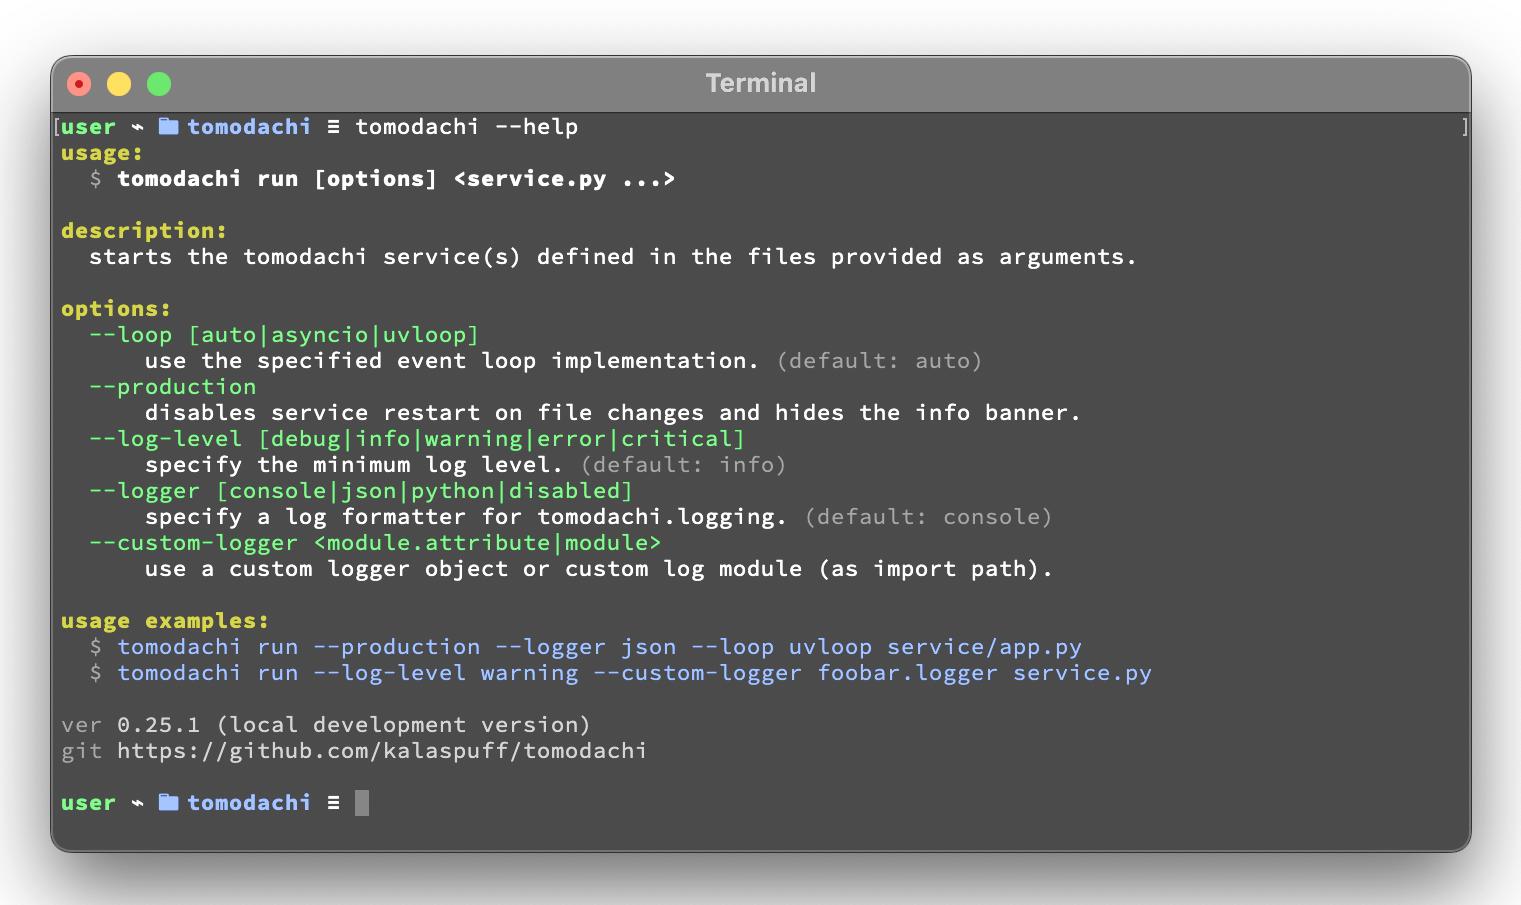 Terminal
[user ~ tomodachi ≡ tomodachi --help ]
usage:
$ tomodachi run [options] <service.py ...>
description:
starts the tomodachi service(s) defined in the files provided as arguments.
options:
--loop [auto|asyncio|uvloop]
use the specified event loop implementation. (default: auto)
--production
disables service restart on file changes and hides the info banner.
--log-level [debug|info|warning|error|critical]
specify the minimum log level. (default: info)
--logger [console|json|python|disabled]
specify a log formatter for tomodachi.logging. (default: console)
--custom-logger <module.attribute|module>
use a custom logger object or custom log module (as import path).
usage examples:
$ tomodachi run --production --logger json --loop uvloop service/app.py
$ tomodachi run --log-level warning --custom-logger foobar.logger service.py
ver 0.25.1 (local development version)
git https://github.com/kalaspuff/tomodachi
user ~ tomodachi ≡